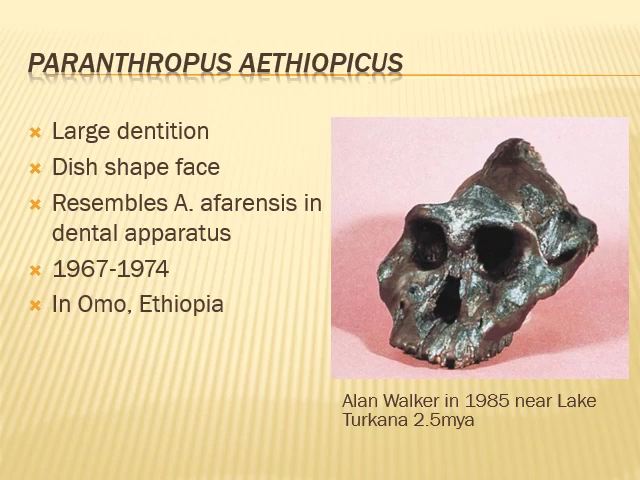 PARANTHROPUS AETHIOPICUS
Large dentition
Dish shape face
Resembles A. afarensis in
dental apparatus
1967-1974
In Omo, Ethiopia
Alan Walker in 1985 near Lake
Turkana 2.5mya